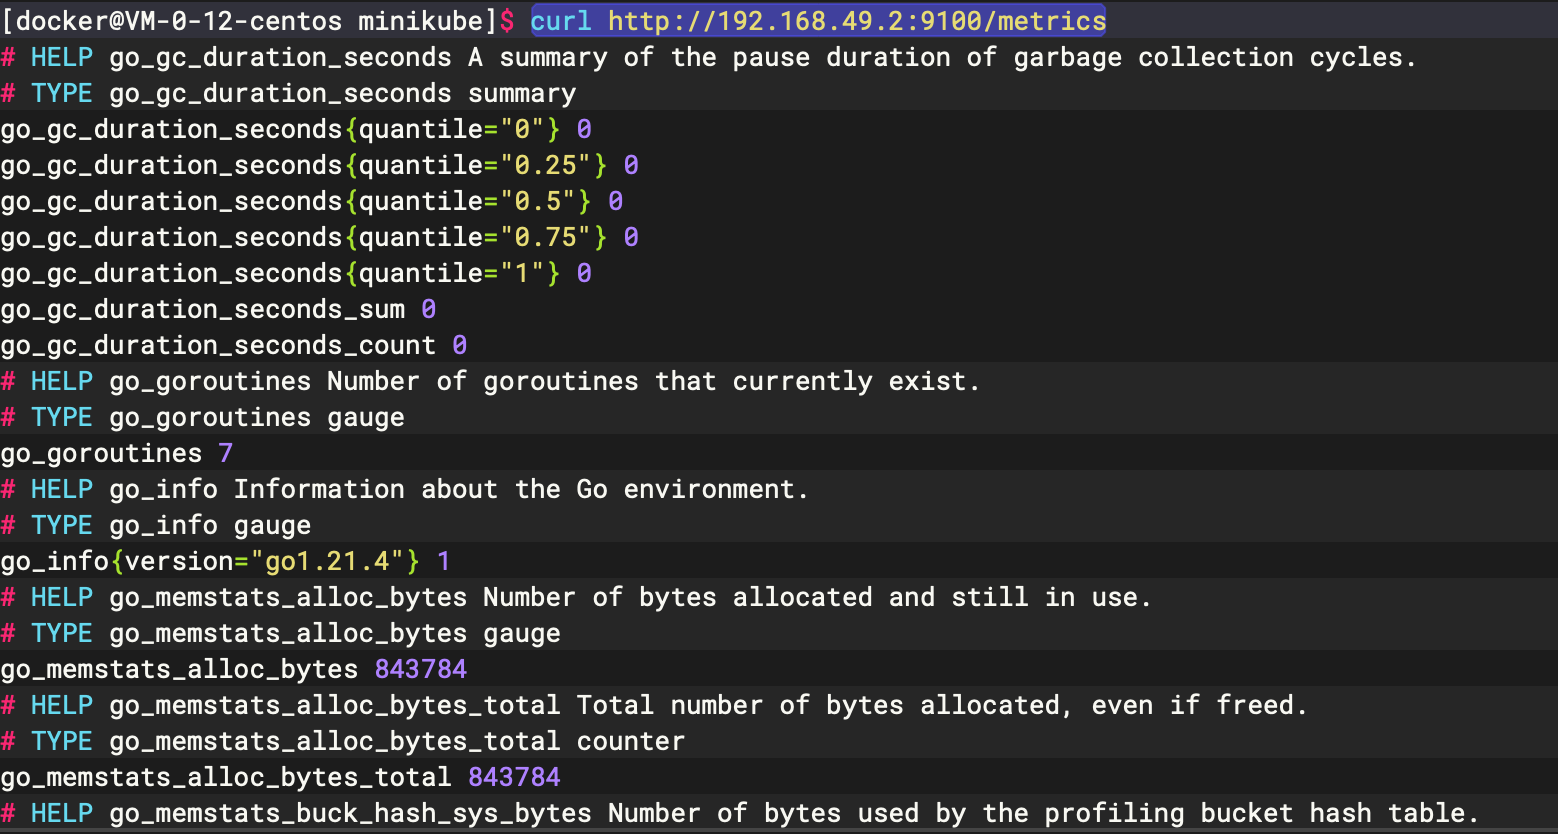 [docker@VM-0-12-centos minikube]$ curl http://192.168.49.2:9100/metrics
# HELP go_gc_duration_seconds A summary of the pause duration of garbage collection cycles.
# TYPE go_gc_duration_seconds summary
go_gc_duration_seconds{quantile="0"} 0
go_gc_duration_seconds{quantile="0.25"} 0
go_gc_duration_seconds{quantile="0.5"} 0
go_gc_duration_seconds{quantile="0.75"} 0
go_gc_duration_seconds{quantile="1"} 0
go_gc_duration_seconds_sum 0
go_gc_duration_seconds_count 0
# HELP go_goroutines Number of goroutines that currently exist.
# TYPE go_goroutines gauge
go_goroutines 7
# HELP go_info Information about the Go environment.
# TYPE go_info gauge
go_info{version="go1.21.4"} 1
# HELP go_memstats_alloc_bytes Number of bytes allocated and still in use.
# TYPE go_memstats_alloc_bytes gauge
go_memstats_alloc_bytes 843784
# HELP go_memstats_alloc_bytes_total Total number of bytes allocated, even if freed.
# TYPE go_memstats_alloc_bytes_total counter
go_memstats_alloc_bytes_total 843784
# HELP go_memstats_buck_hash_sys_bytes Number of bytes used by the profiling bucket hash table.